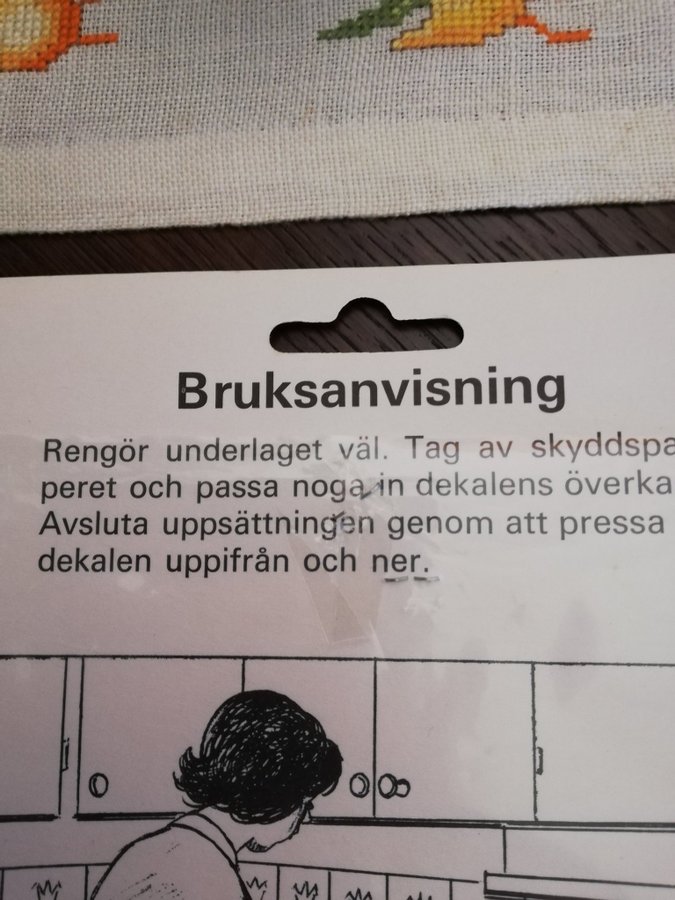 Bruksanvisning
Rengör underlaget väl. Tag av skyddspa
peret och passa noga in dekalens överka
Avsluta uppsättningen genom att pressa
dekalen uppifrån och ner.